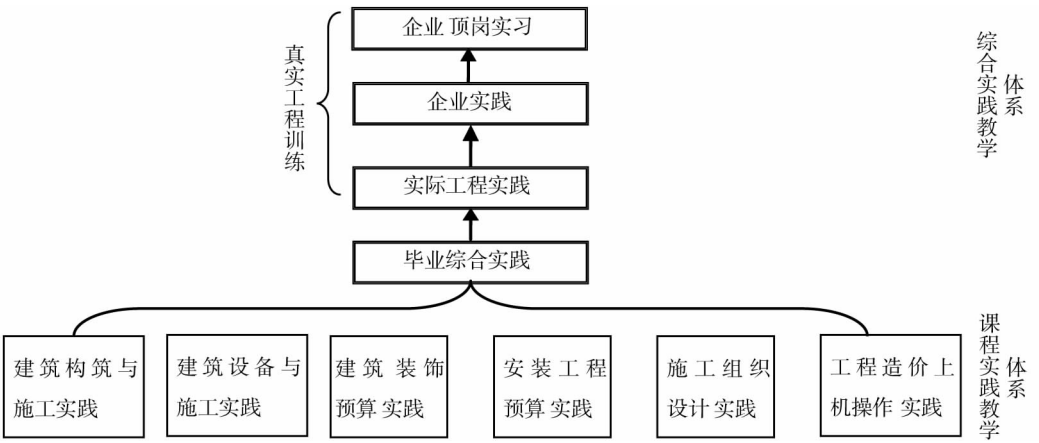 企业 顶岗实习
真实工程训练
综合实践教学
体系
企业实践
实际工程实践
毕业综合实践
建筑构筑与
施工实践
建筑设备与
施工实践
建筑 装饰
预算 实践
安装工程
预算 实践
施工组织
设计 实践
工程造价上
机操作 实践
课程实践教学
体系